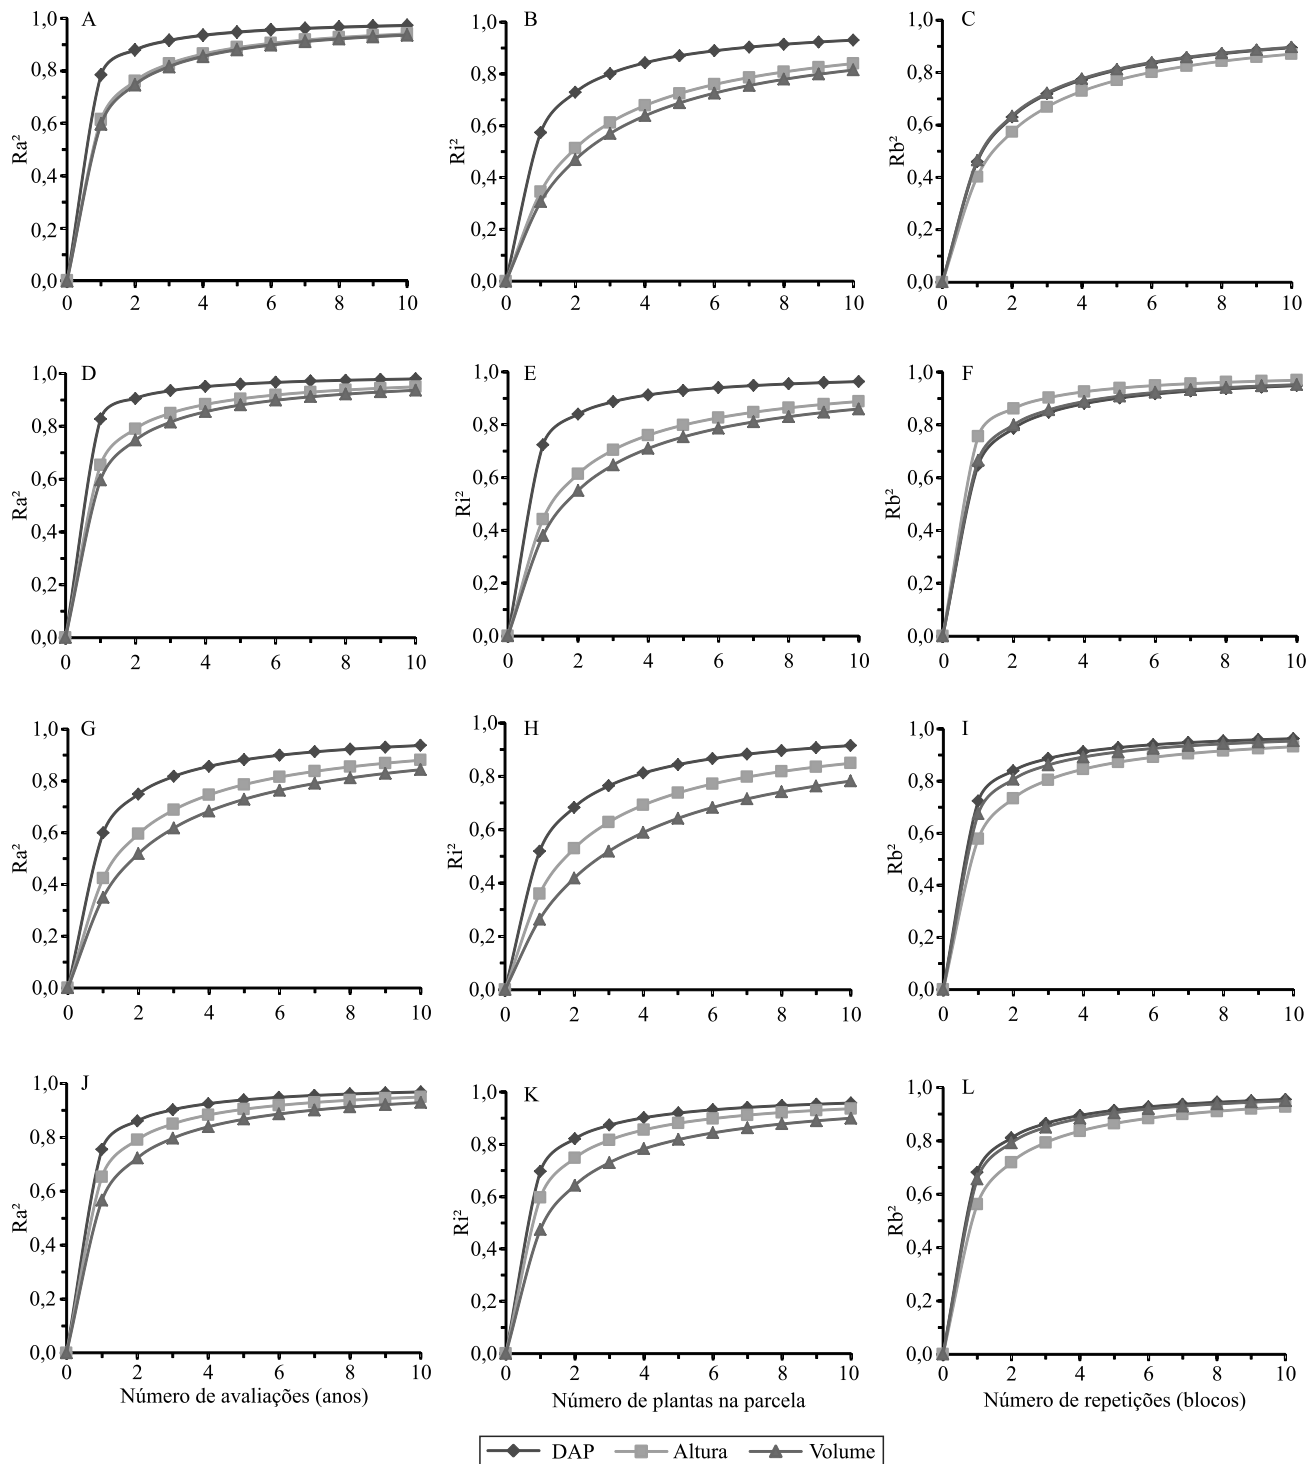 A
Ra²
1,0
0,8
0,6
0,4
0,2
0,0
0 2 4 6 8 10
B
Ri²
1,0
0,8
0,6
0,4
0,2
0,0
0 2 4 6 8 10
C
Rb²
1,0
0,8
0,6
0,4
0,2
0,0
0 2 4 6 8 10
D
Ra²
1,0
0,8
0,6
0,4
0,2
0,0
0 2 4 6 8 10
E
Ri²
1,0
0,8
0,6
0,4
0,2
0,0
0 2 4 6 8 10
F
Rb²
1,0
0,8
0,6
0,4
0,2
0,0
0 2 4 6 8 10
G
Ra²
1,0
0,8
0,6
0,4
0,2
0,0
0 2 4 6 8 10
H
Ri²
1,0
0,8
0,6
0,4
0,2
0,0
0 2 4 6 8 10
I
Rb²
1,0
0,8
0,6
0,4
0,2
0,0
0 2 4 6 8 10
J
Ra²
1,0
0,8
0,6
0,4
0,2
0,0
0 2 4 6 8 10
Número de avaliações (anos)
K
Ri²
1,0
0,8
0,6
0,4
0,2
0,0
0 2 4 6 8 10
Número de plantas na parcela
L
Rb²
1,0
0,8
0,6
0,4
0,2
0,0
0 2 4 6 8 10
Número de repetições (blocos)
DAP Altura Volume